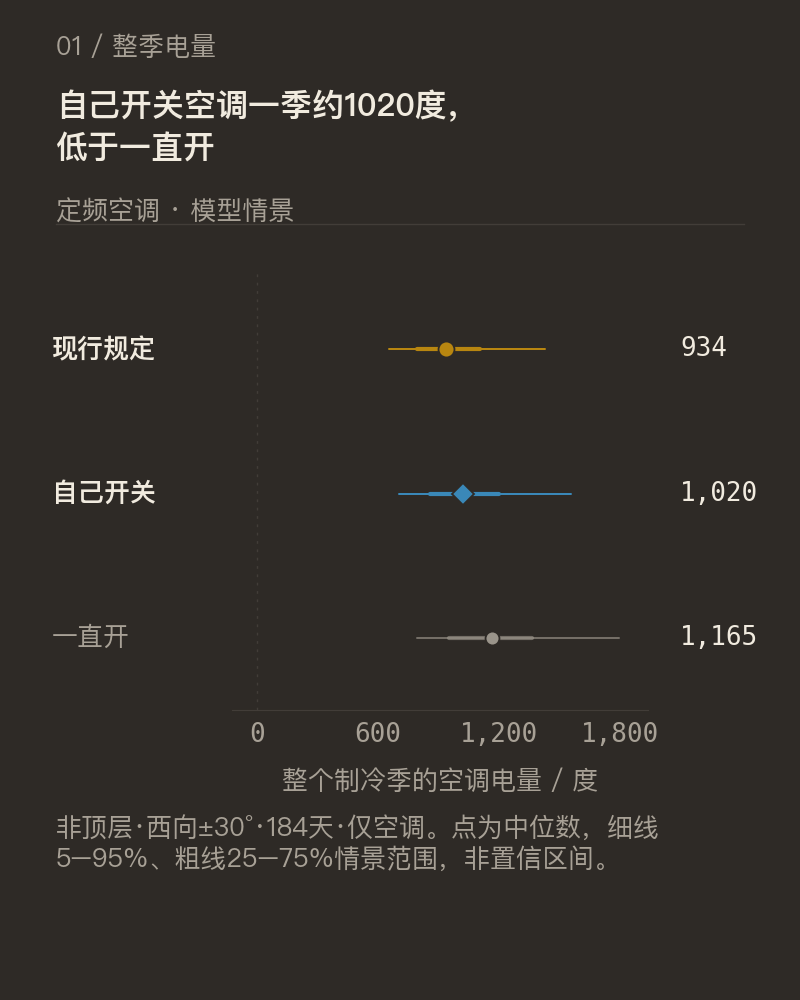 01 / 整季电量
自己开关空调一季约1020度，
低于一直开
定频空调 · 模型情景
现行规定 934
自己开关 1,020
一直开 1,165
0 600 1,200 1,800
整个制冷季的空调电量 / 度
非顶层·西向±30°·184天·仅空调。点为中位数，细线
5—95%、粗线25—75%情景范围，非置信区间。